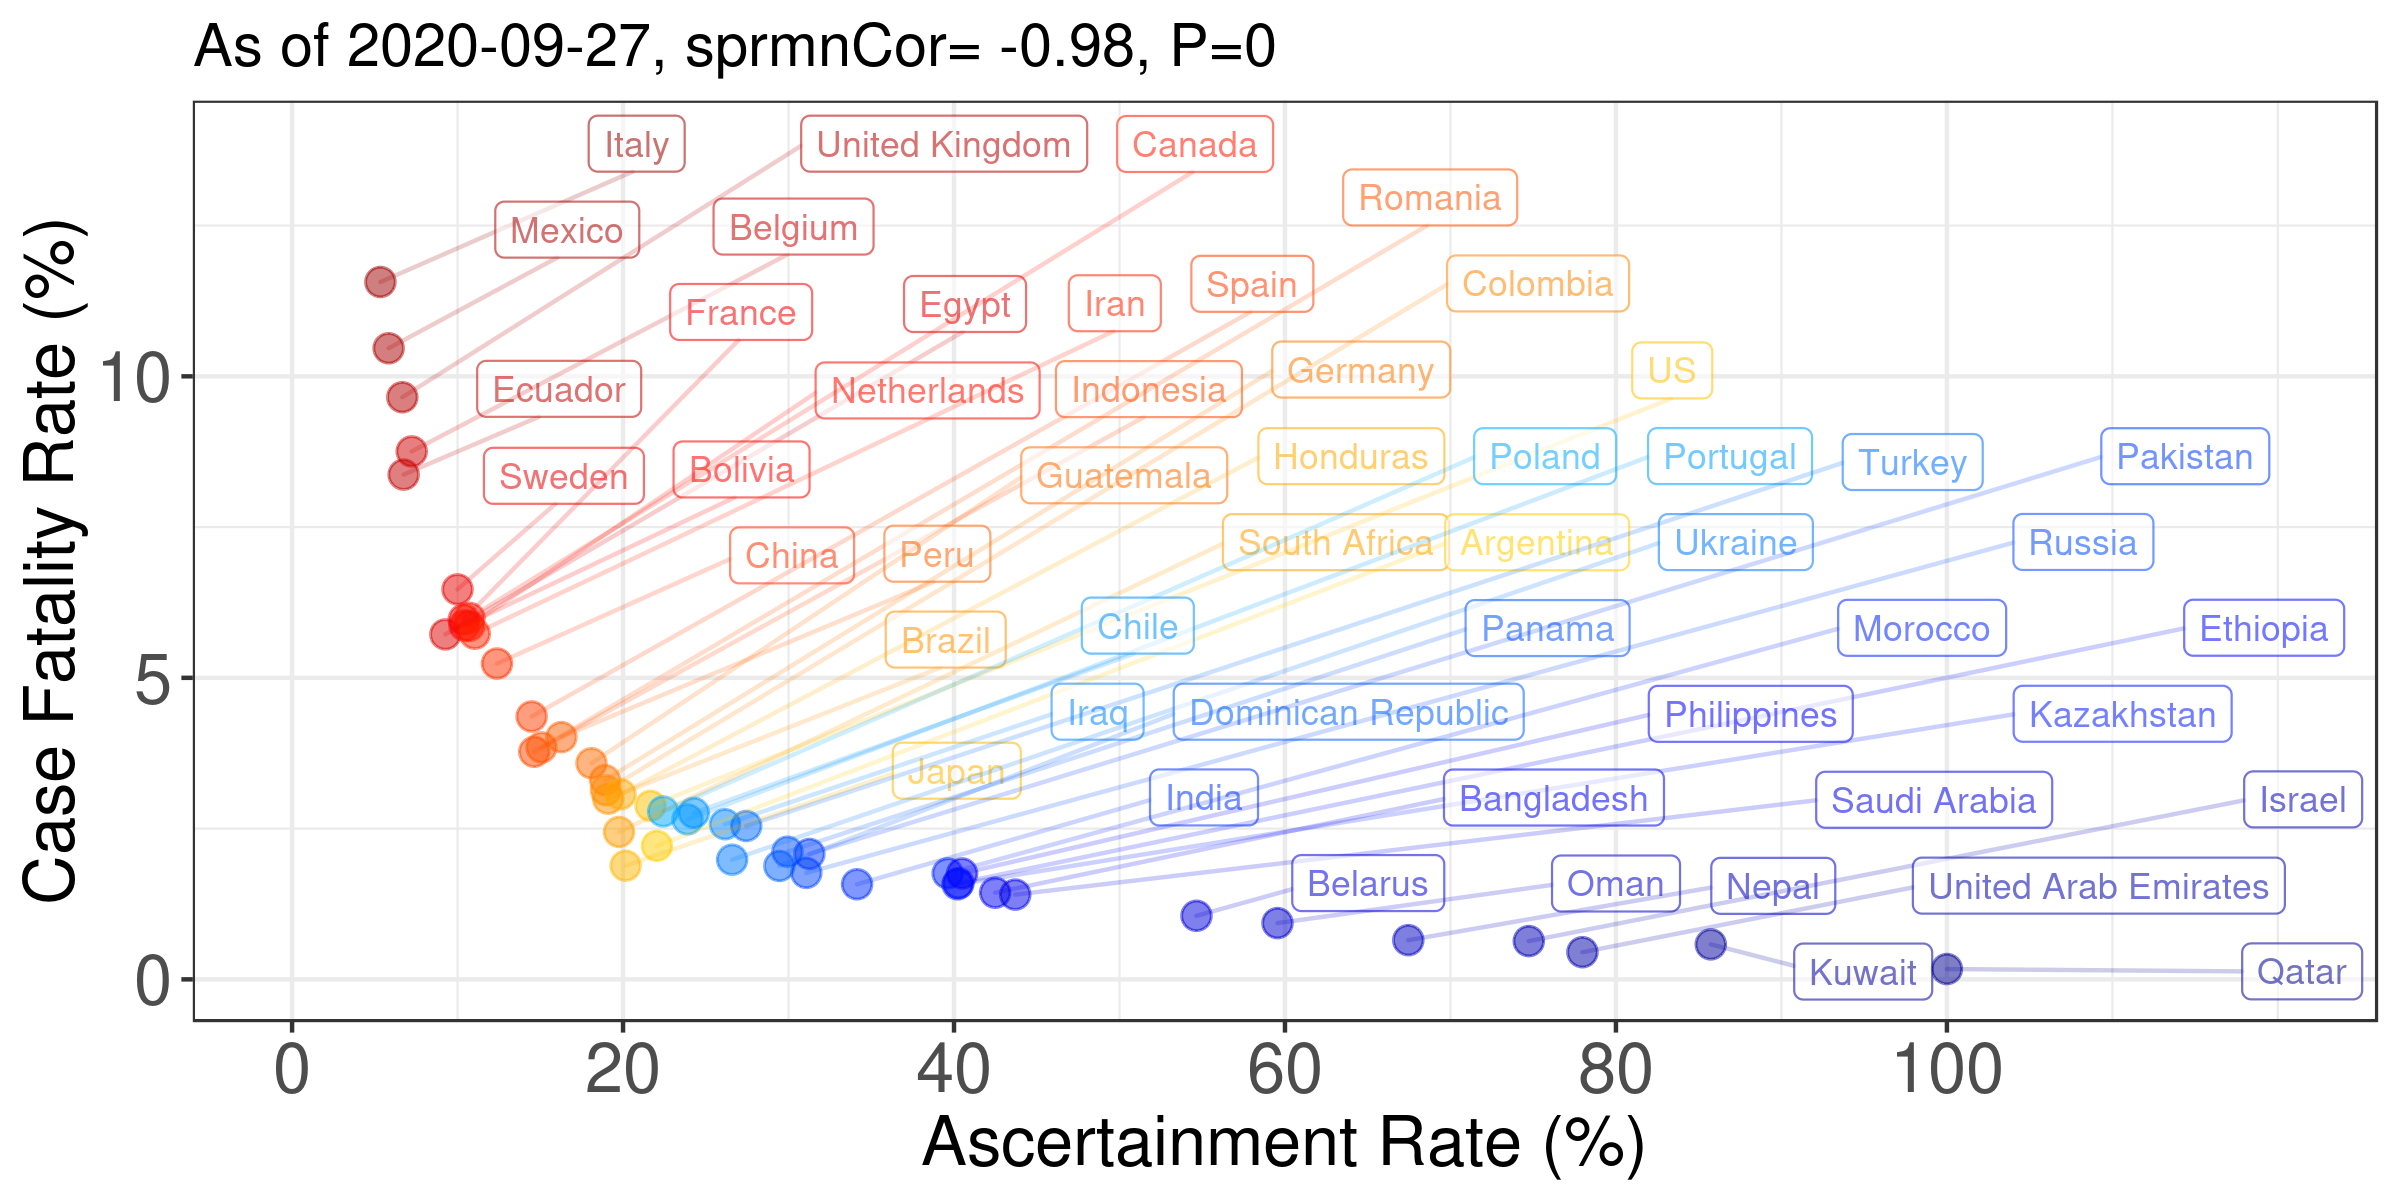 As of 2020-09-27, sprmnCor= -0.98, P=0
Case Fatality Rate (%)
10
5
0
Italy
United Kingdom
Canada
Romania
Mexico
Belgium
France
Egypt
Iran
Spain
Colombia
Ecuador
Netherlands
Indonesia
Germany
US
Sweden
Bolivia
Guatemala
Honduras
Poland
Portugal
Turkey
Pakistan
China
Peru
South Africa
Argentina
Ukraine
Russia
Brazil
Chile
Panama
Morocco
Ethiopia
Iraq
Dominican Republic
Philippines
Kazakhstan
Japan
India
Bangladesh
Saudi Arabia
Israel
Belarus
Oman
Nepal
United Arab Emirates
Kuwait
Qatar
0
20
40
60
80
100
Ascertainment Rate (%)